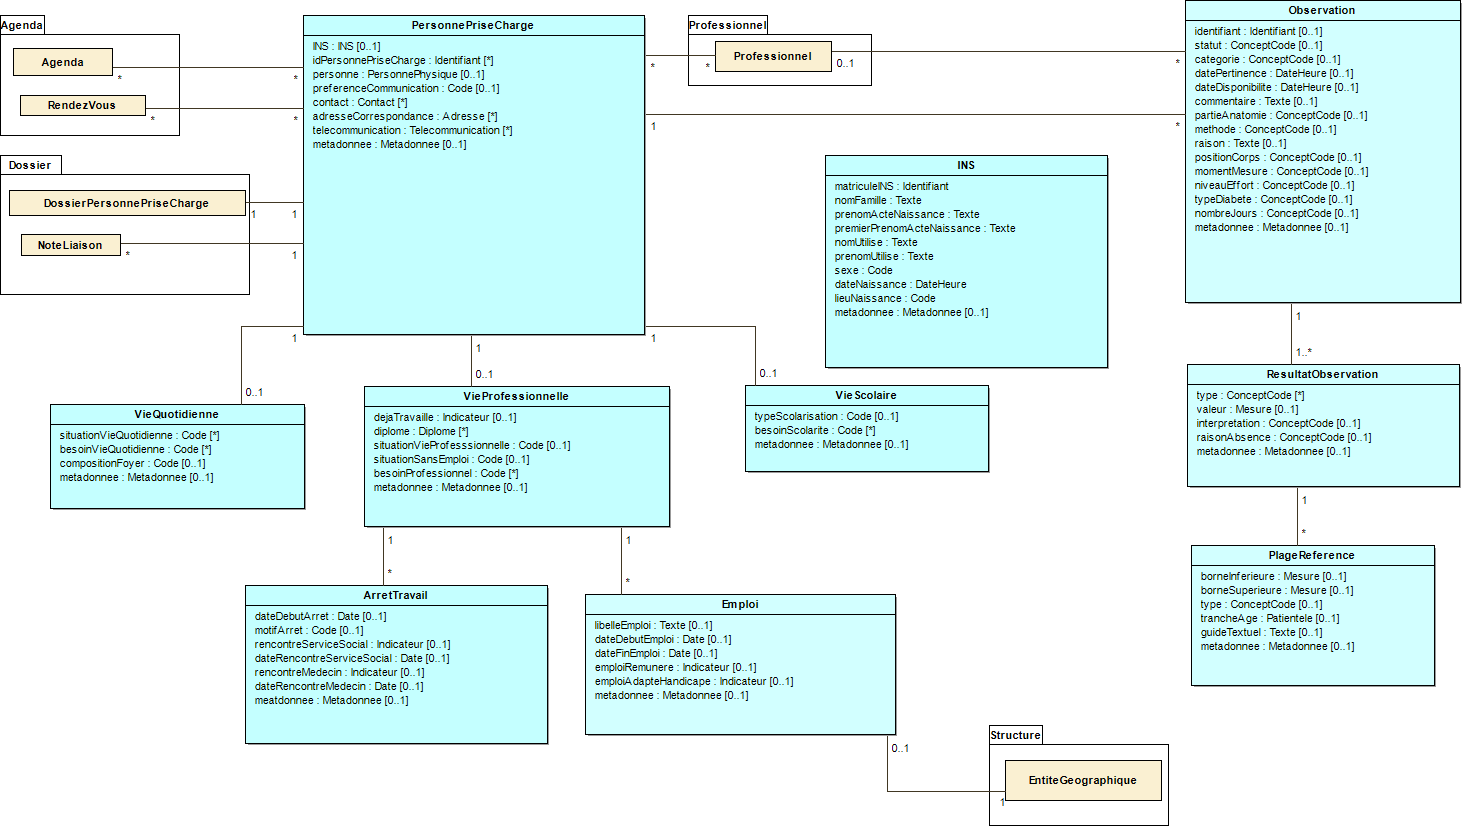 Agenda
Agenda
*
*
RendezVous
*
*
Dossier
DossierPersonnePriseCharge
1
1
NoteLiaison
*
1
PersonnePriseCharge
INS : INS [0..1]
idPersonnePriseCharge : Identifiant [*]
personne : PersonnePhysique [0..1]
preferenceCommunication : Code [0..1]
contact : Contact [*]
adresseCorrespondance : Adresse [*]
telecommunication : Telecommunication [*]
metadonnee : Metadonnee [0..1]
Professionnel
Professionnel
*
*
0..1
*
1
*
Observation
identifiant : Identifiant [0..1]
statut : ConceptCode [0..1]
categorie : ConceptCode [0..1]
datePertinence : DateHeure [0..1]
dateDisponibilite : DateHeure [0..1]
commentaire : Texte [0..1]
partieAnatomie : ConceptCode [0..1]
methode : ConceptCode [0..1]
raison : Texte [0..1]
positionCorps : ConceptCode [0..1]
momentMesure : ConceptCode [0..1]
niveauEffort : ConceptCode [0..1]
typeDiabete : ConceptCode [0..1]
nombreJours : ConceptCode [0..1]
metadonnee : Metadonnee [0..1]
INS
matriculeINS : Identifiant
nomFamille : Texte
prenomActeNaissance : Texte
premierPrenomActeNaissance : Texte
nomUtilise : Texte
prenomUtilise : Texte
sexe : Code
dateNaissance : DateHeure
lieuNaissance : Code
metadonnee : Metadonnee [0..1]
1
0..1
1
0..1
1
0..1
1
1..*
VieQuotidienne
situationVieQuotidienne : Code [*]
besoinVieQuotidienne : Code [*]
compositionFoyer : Code [0..1]
metadonnee : Metadonnee [0..1]
VieProfessionnelle
dejaTravaille : Indicateur [0..1]
diplome : Diplome [*]
situationVieProfesssionnelle : Code [0..1]
situationSansEmploi : Code [0..1]
besoinProfessionnel : Code [*]
metadonnee : Metadonnee [0..1]
VieScolaire
typeScolarisation : Code [0..1]
besoinScolarite : Code [*]
metadonnee : Metadonnee [0..1]
ResultatObservation
type : ConceptCode [*]
valeur : Mesure [0..1]
interpretation : ConceptCode [0..1]
raisonAbsence : ConceptCode [0..1]
metadonnee : Metadonnee [0..1]
1
*
1
*
1
*
ArretTravail
dateDebutArret : Date [0..1]
motifArret : Code [0..1]
rencontreServiceSocial : Indicateur [0..1]
dateRencontreServiceSocial : Date [0..1]
rencontreMedecin : Indicateur [0..1]
dateRencontreMedecin : Date [0..1]
meatdonnee : Metadonnee [0..1]
Emploi
libelleEmploi : Texte [0..1]
dateDebutEmploi : Date [0..1]
dateFinEmploi : Date [0..1]
emploiRemunere : Indicateur [0..1]
emploiAdapteHandicape : Indicateur [0..1]
metadonnee : Metadonnee [0..1]
PlageReference
borneInferieure : Mesure [0..1]
borneSuperieure : Mesure [0..1]
type : ConceptCode [0..1]
trancheAge : Patientele [0..1]
guideTextuel : Texte [0..1]
metadonnee : Metadonnee [0..1]
0..1
1
Structure
EntiteGeographique